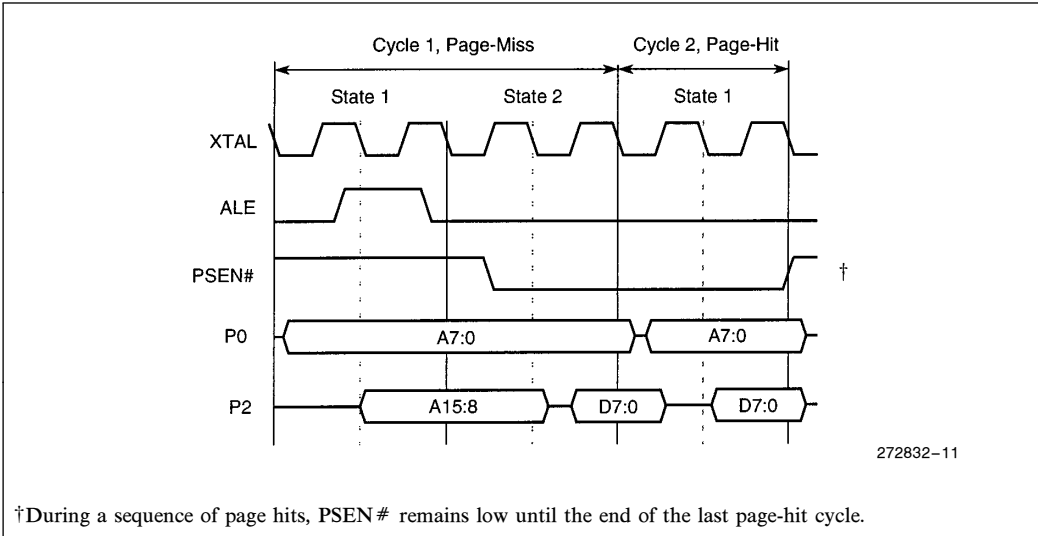 Cycle 1, Page-Miss Cycle 2, Page-Hit
State 1 State 2 State 1
XTAL
ALE
PSEN# †
P0 A7:0 A7:0
P2 A15:8 D7:0 D7:0
272832–11
†During a sequence of page hits, PSEN# remains low until the end of the last page-hit cycle.